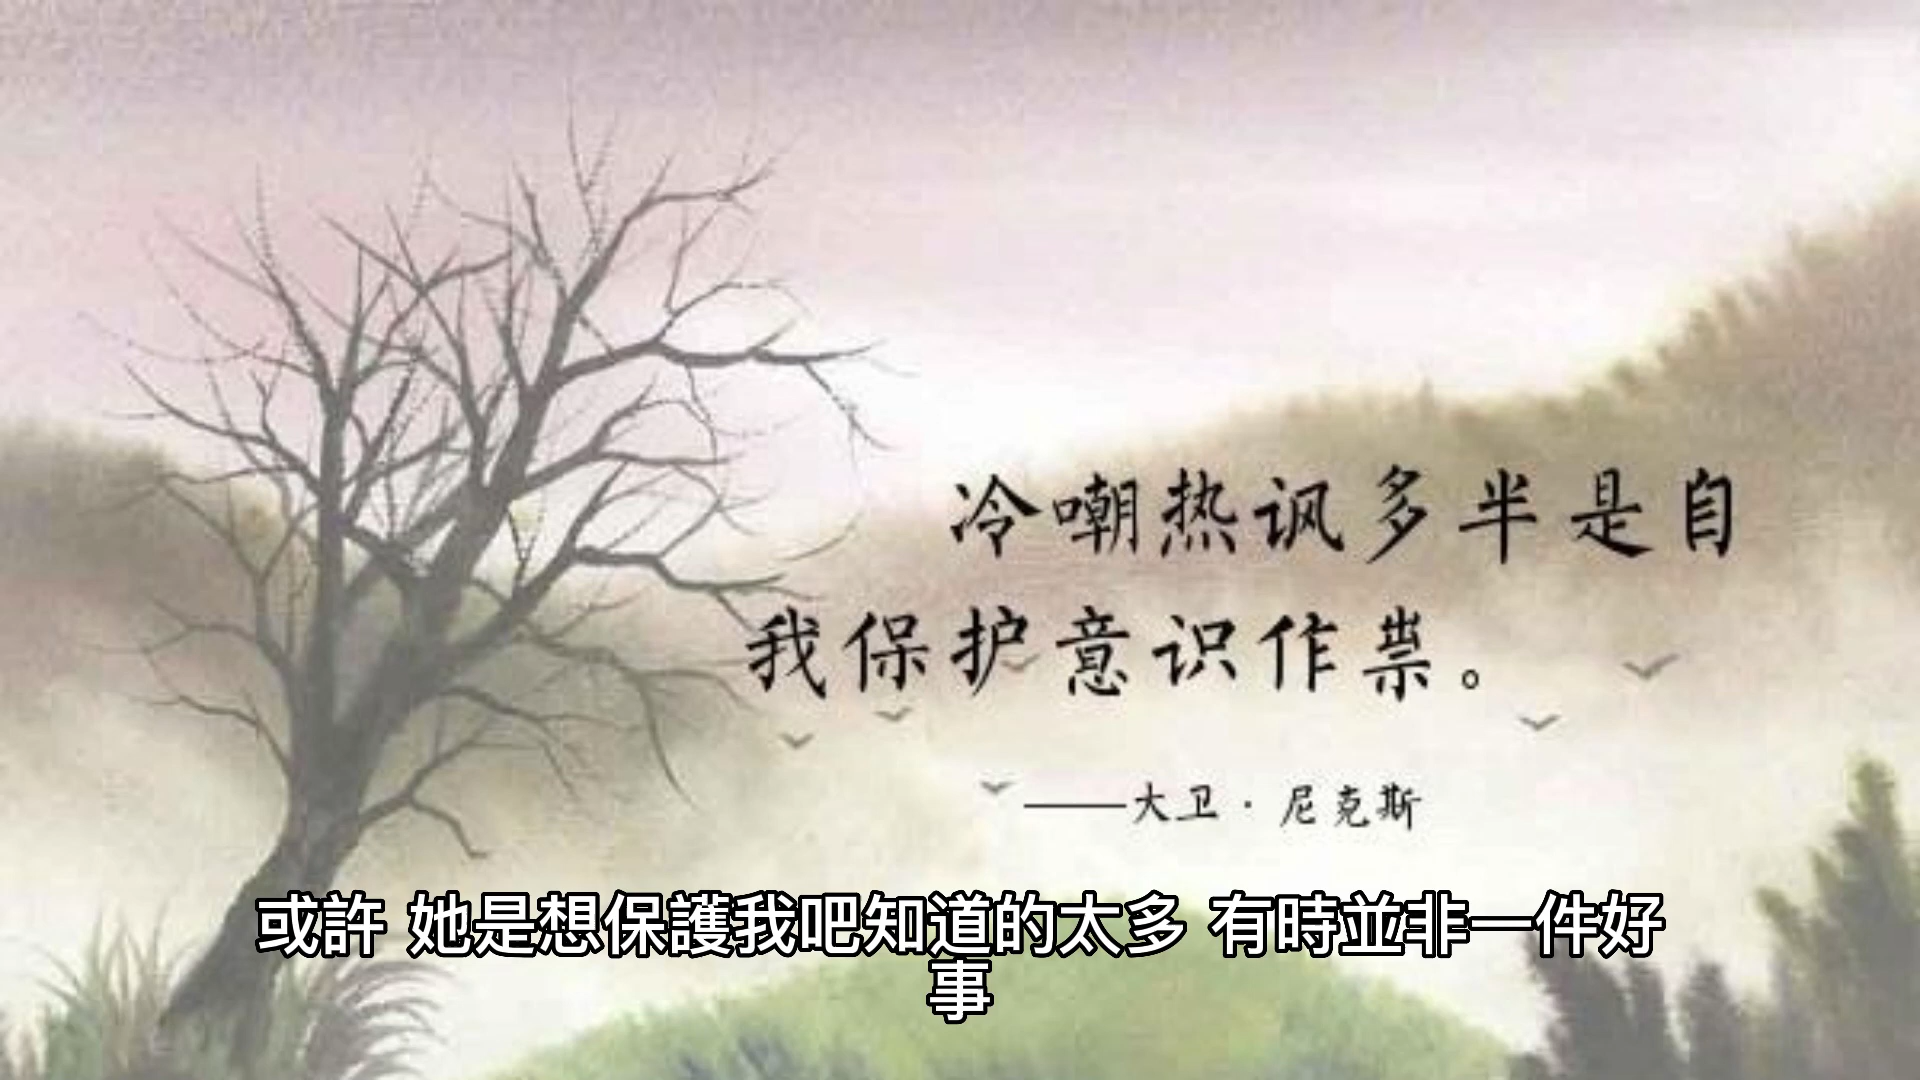 冷嘲热讽多半是自
我保护意识作祟。
——大卫·尼克斯
或許 她是想保護我吧知道的太多 有時並非一件好
事